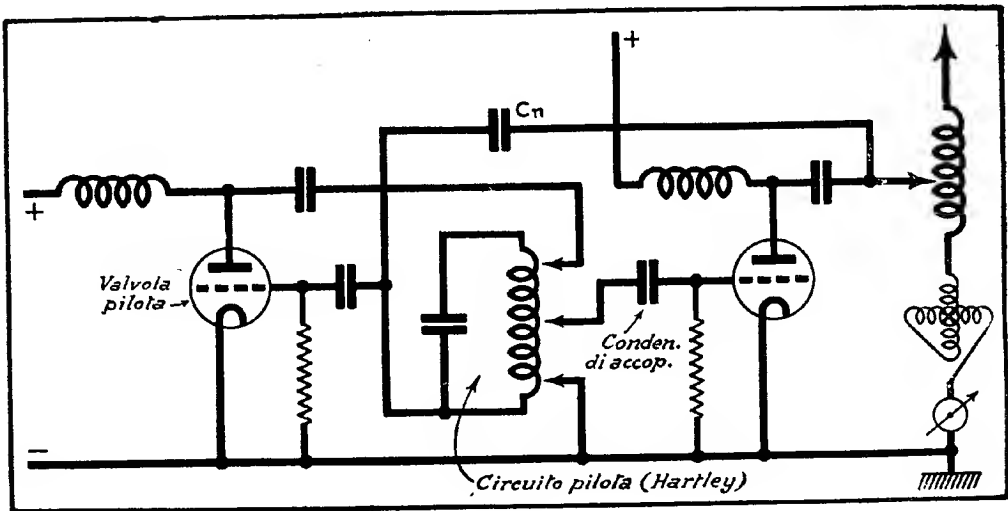 +
Cn
+
Valvola
pilota
Conden.
di accop.
−
Circuito pilota (Hartley)